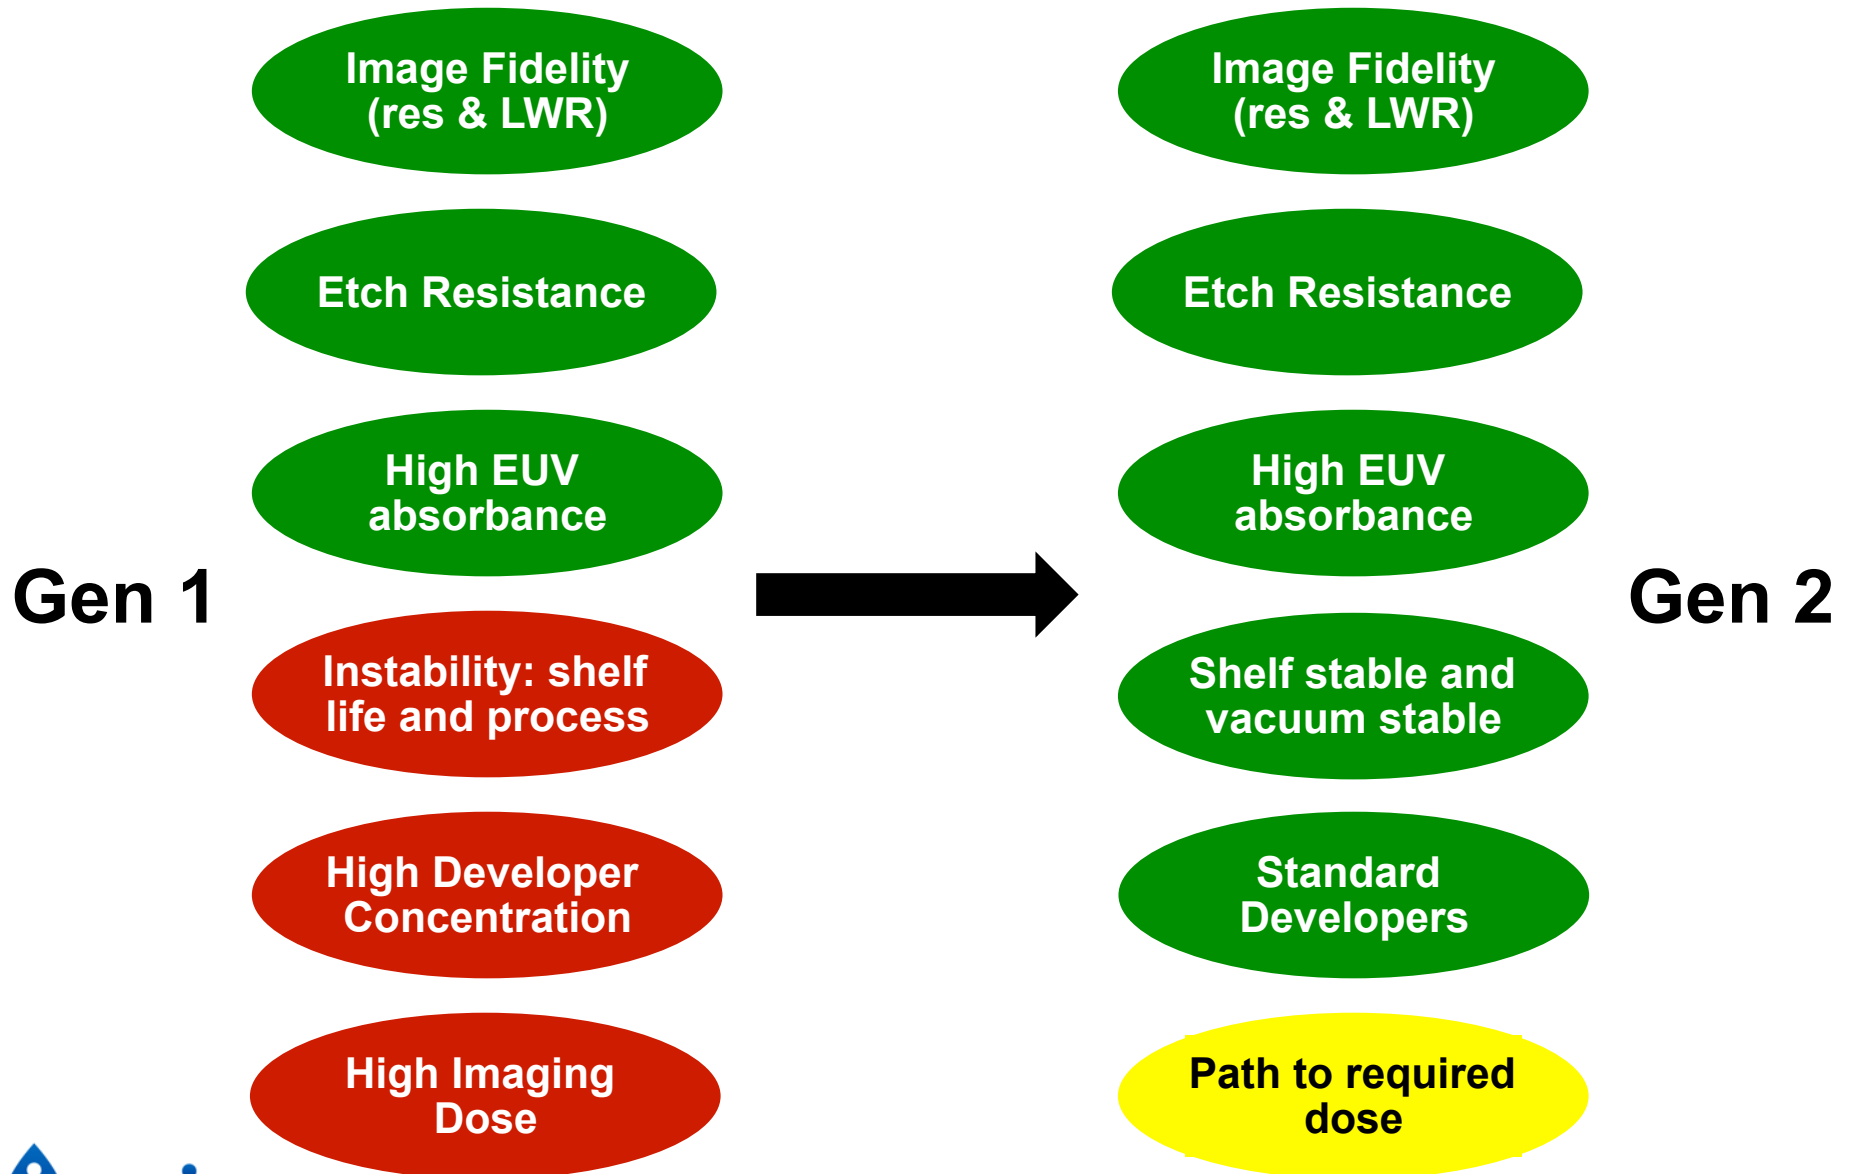 Gen 1
Image Fidelity
(res & LWR)
Etch Resistance
High EUV
absorbance
Instability: shelf
life and process
High Developer
Concentration
High Imaging
Dose
Image Fidelity
(res & LWR)
Etch Resistance
High EUV
absorbance
Shelf stable and
vacuum stable
Standard
Developers
Path to required
dose
Gen 2